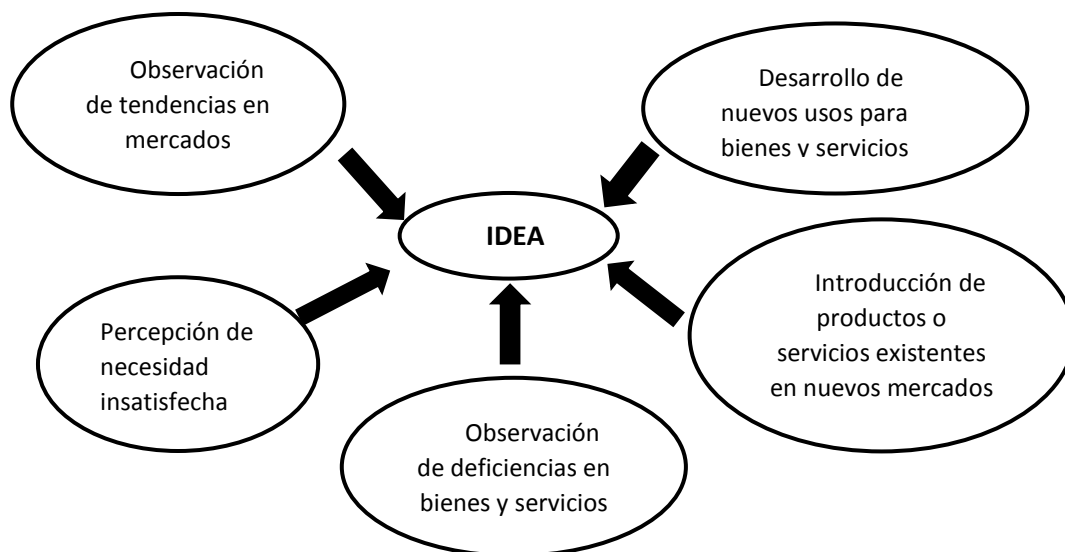 Observación
de tendencias en
mercados
Desarrollo de
nuevos usos para
bienes y servicios
IDEA
Percepción de
necesidad
insatisfecha
Introducción de
productos o
servicios existentes
en nuevos mercados
Observación
de deficiencias en
bienes y servicios